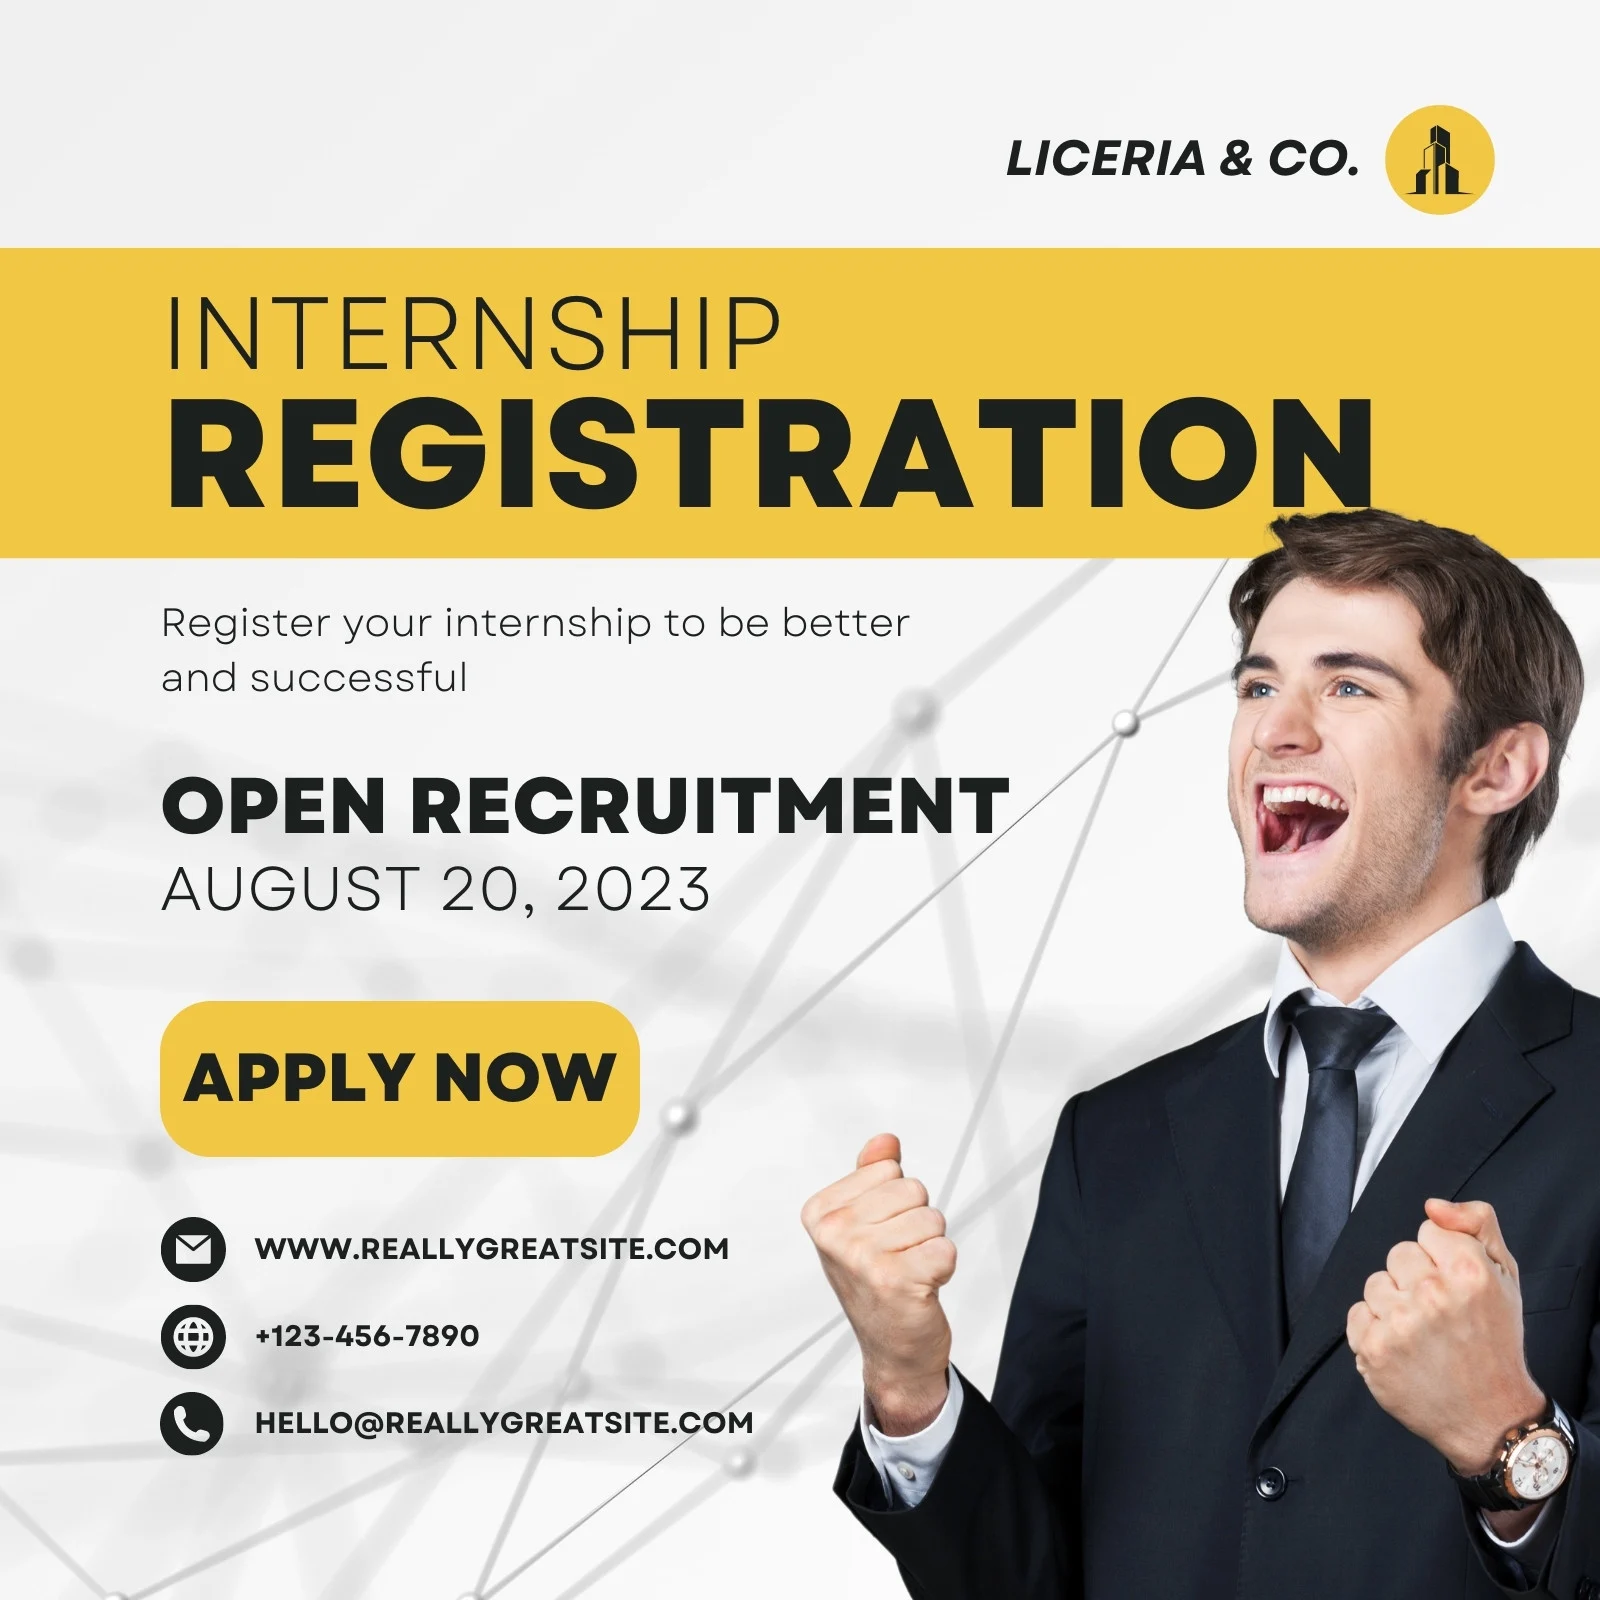 LICERIA & CO.
INTERNSHIP
REGISTRATION
Register your internship to be better
and successful
OPEN RECRUITMENT
AUGUST 20, 2023
APPLY NOW
WWW.REALLYGREATSITE.COM
+123-456-7890
HELLO@REALLYGREATSITE.COM